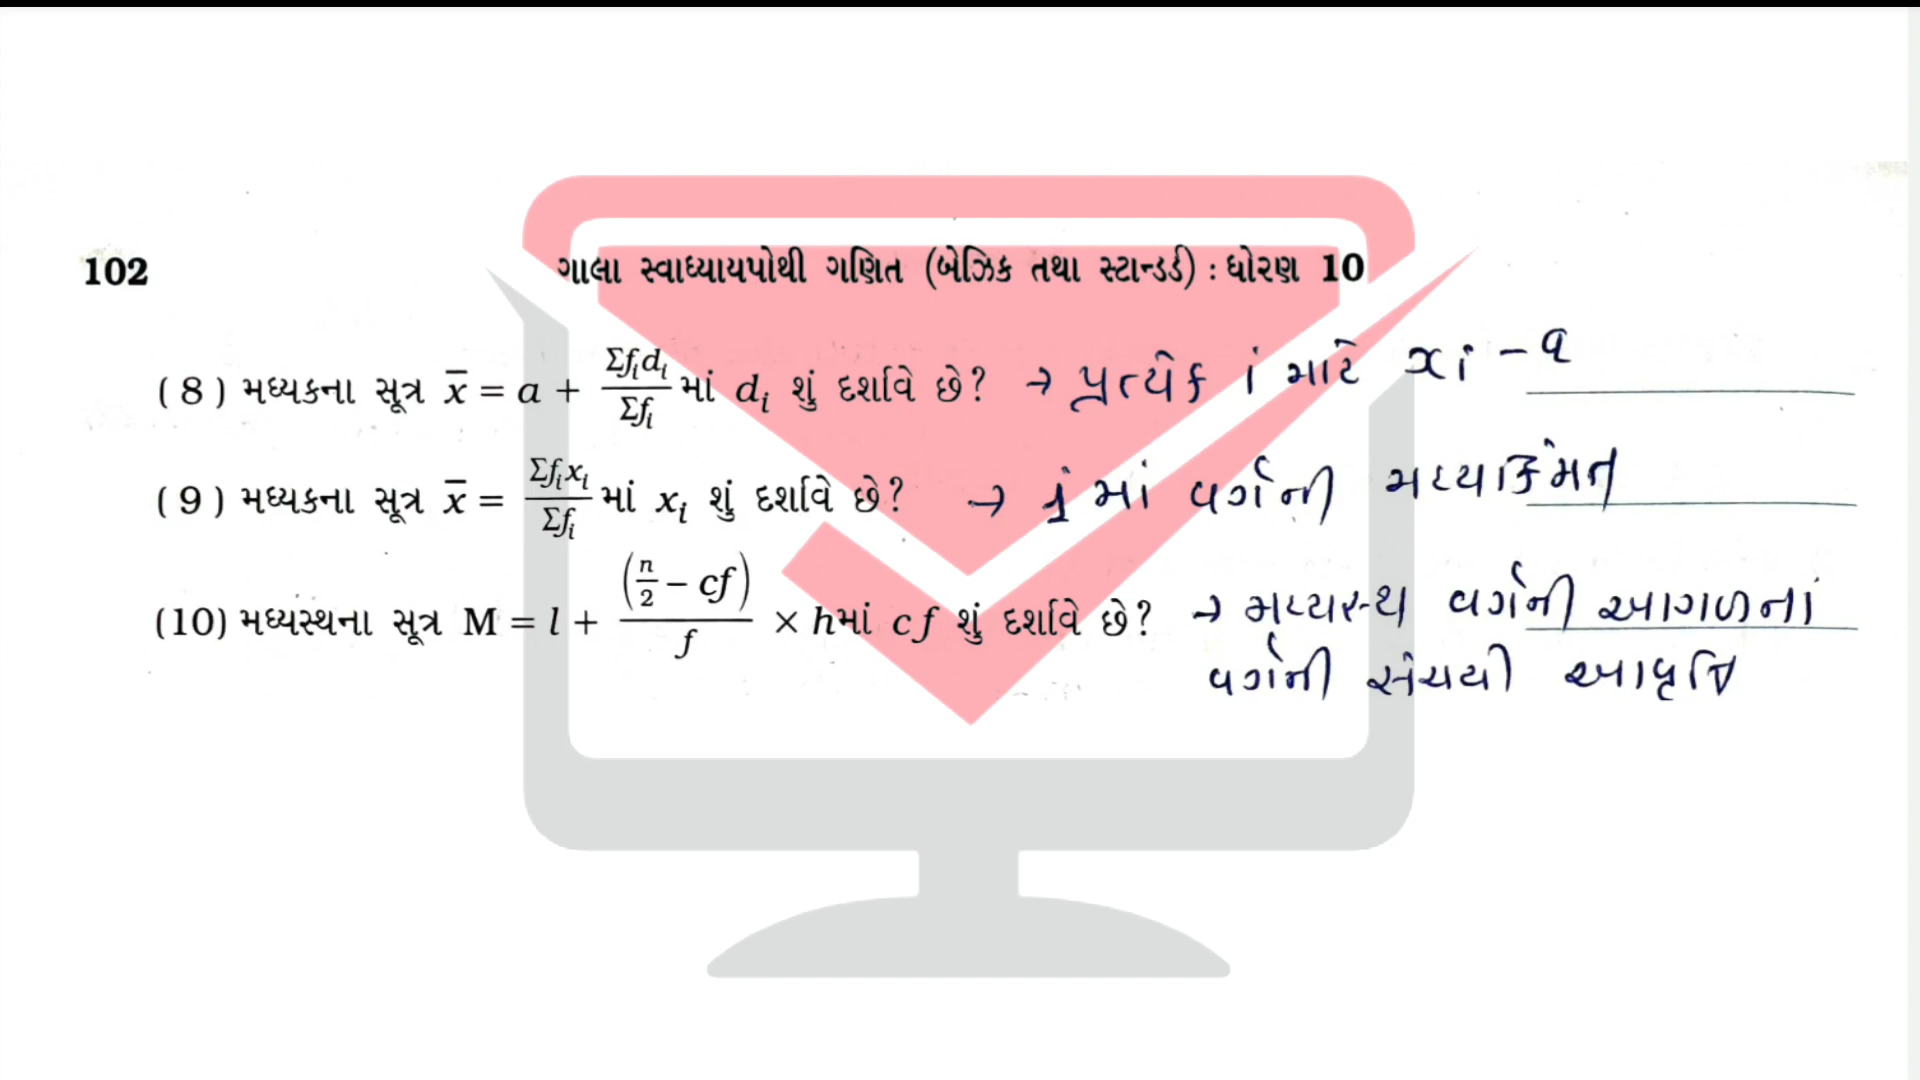 102 ગાલા સ્વાધ્યાયપોથી ગણિત (બેઝિક તથા સ્ટાન્ડર્ડ) : ધોરણ 10
( 8 ) મધ્યકના સૂત્ર x̅ = a + Σfᵢdᵢ / Σfᵢ માં dᵢ શું દર્શાવે છે? → પ્રત્યેક i માટે xi - a
( 9 ) મધ્યકના સૂત્ર x̅ = Σfᵢxᵢ / Σfᵢ માં xᵢ શું દર્શાવે છે? → i માં વર્ગની મધ્યકિંમત
(10) મધ્યસ્થના સૂત્ર M = l + (n/2 − cf) / f × h માં cf શું દર્શાવે છે? → મધ્યસ્થ વર્ગની આગળનાં
વર્ગની સંચયી આવૃત્તિ